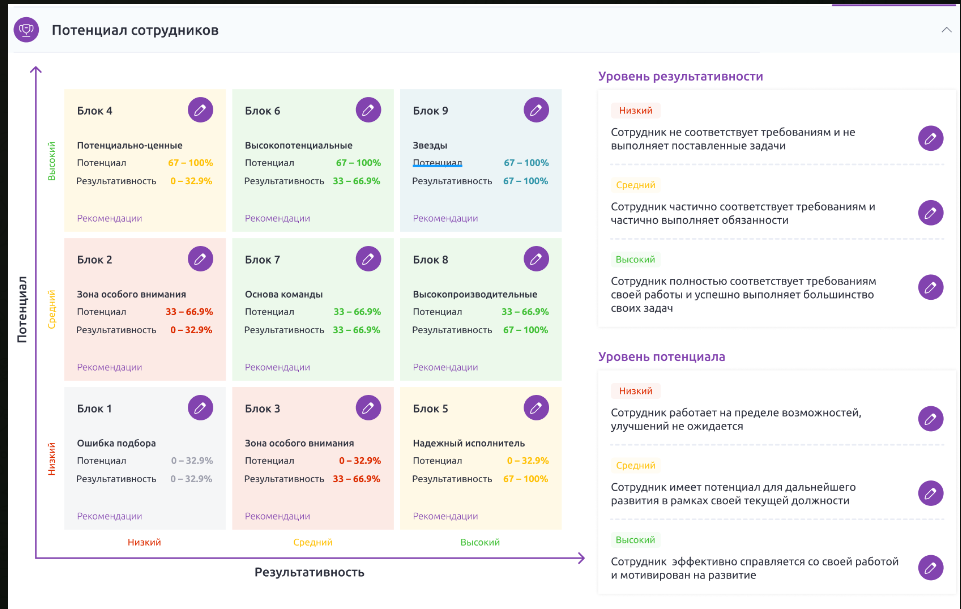 Потенциал сотрудников
Потенциал
Высокий
Средний
Низкий
Блок 4
Потенциально-ценные
Потенциал 67 – 100%
Результативность 0 – 32.9%
Рекомендации
Блок 6
Высокопотенциальные
Потенциал 67 – 100%
Результативность 33 – 66.9%
Рекомендации
Блок 9
Звезды
Потенциал 67 – 100%
Результативность 67 – 100%
Рекомендации
Блок 2
Зона особого внимания
Потенциал 33 – 66.9%
Результативность 0 – 32.9%
Рекомендации
Блок 7
Основа команды
Потенциал 33 – 66.9%
Результативность 33 – 66.9%
Рекомендации
Блок 8
Высокопроизводительные
Потенциал 33 – 66.9%
Результативность 67 – 100%
Рекомендации
Блок 1
Ошибка подбора
Потенциал 0 – 32.9%
Результативность 0 – 32.9%
Рекомендации
Блок 3
Зона особого внимания
Потенциал 0 – 32.9%
Результативность 33 – 66.9%
Рекомендации
Блок 5
Надежный исполнитель
Потенциал 0 – 32.9%
Результативность 67 – 100%
Рекомендации
Низкий
Средний
Высокий
Результативность
Уровень результативности
Низкий
Сотрудник не соответствует требованиям и не
выполняет поставленные задачи
Средний
Сотрудник частично соответствует требованиям и
частично выполняет обязанности
Высокий
Сотрудник полностью соответствует требованиям
своей работы и успешно выполняет большинство
своих задач
Уровень потенциала
Низкий
Сотрудник работает на пределе возможностей,
улучшений не ожидается
Средний
Сотрудник имеет потенциал для дальнейшего
развития в рамках своей текущей должности
Высокий
Сотрудник эффективно справляется со своей работой
и мотивирован на развитие